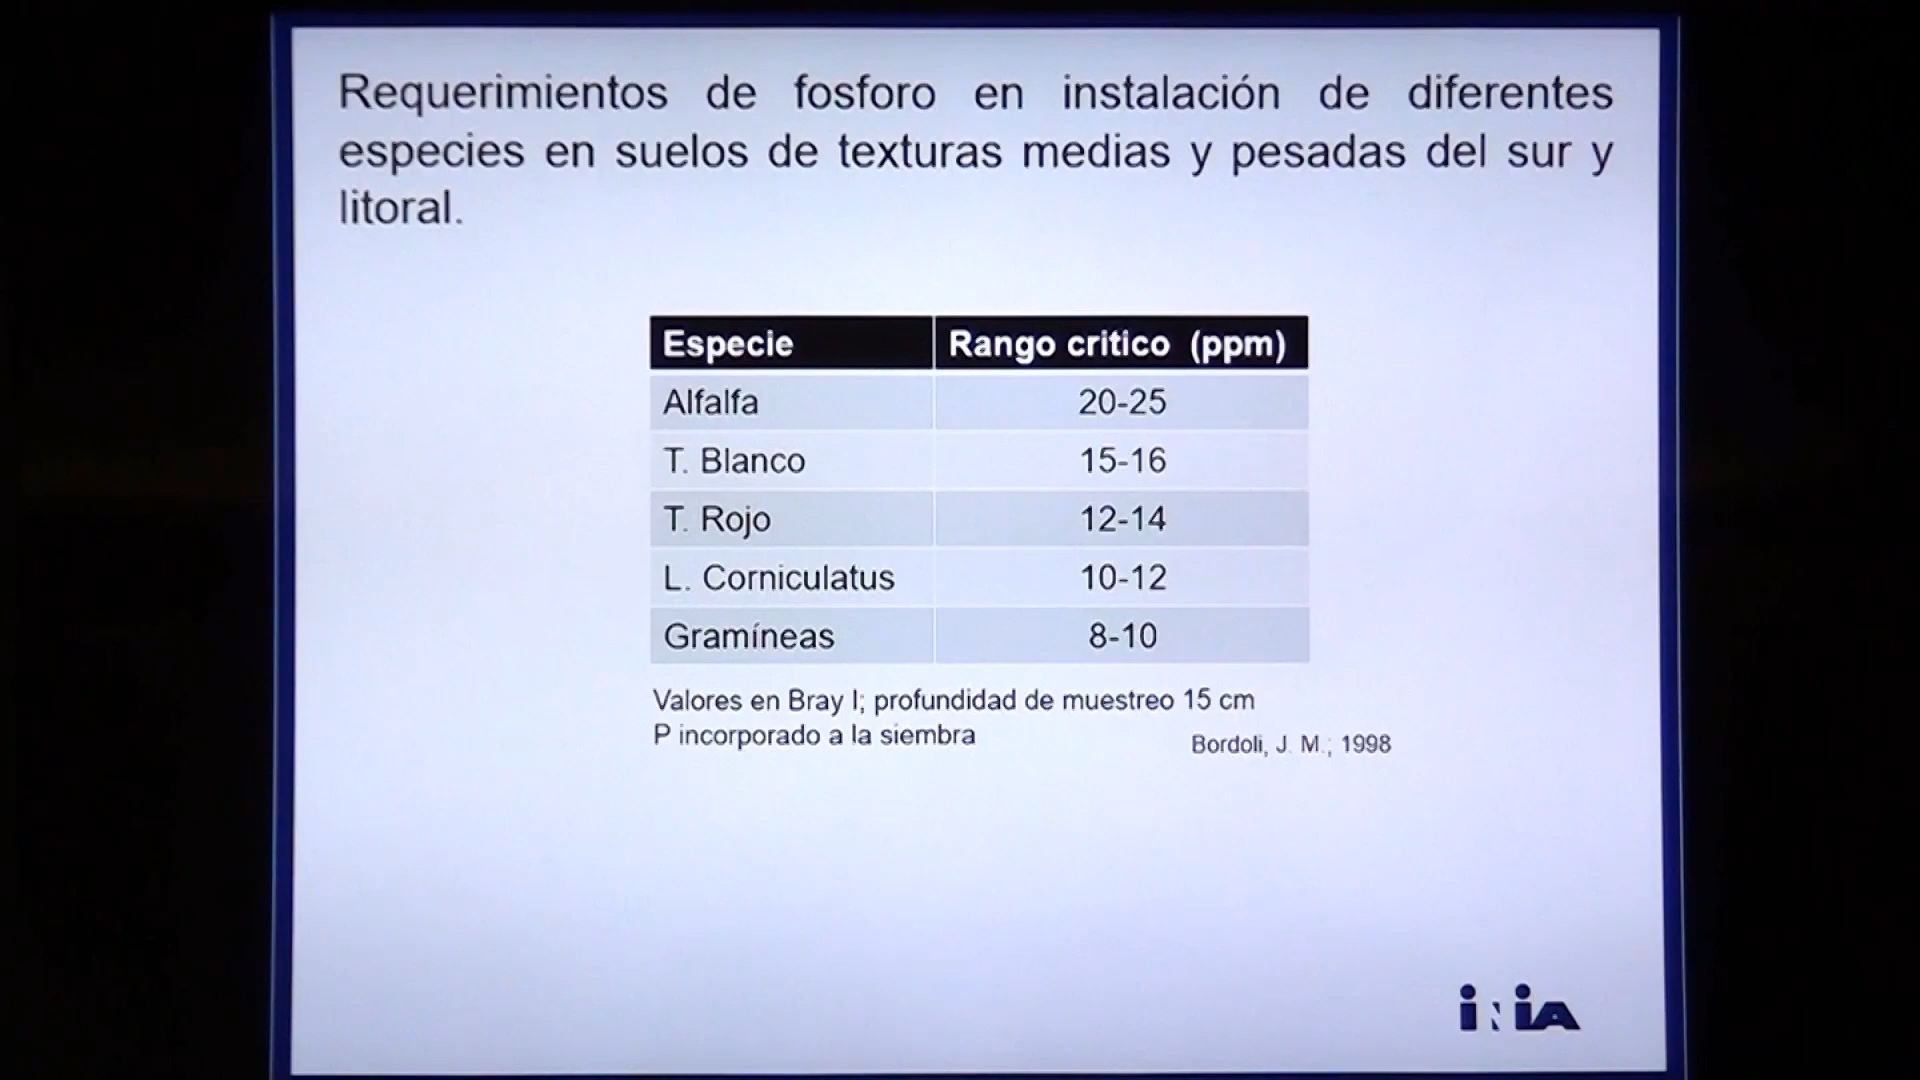 Requerimientos de fosforo en instalación de diferentes
especies en suelos de texturas medias y pesadas del sur y
litoral.
Especie Rango critico (ppm)
Alfalfa 20-25
T. Blanco 15-16
T. Rojo 12-14
L. Corniculatus 10-12
Gramíneas 8-10
Valores en Bray I; profundidad de muestreo 15 cm
P incorporado a la siembra
Bordoli, J. M.; 1998
iNiA